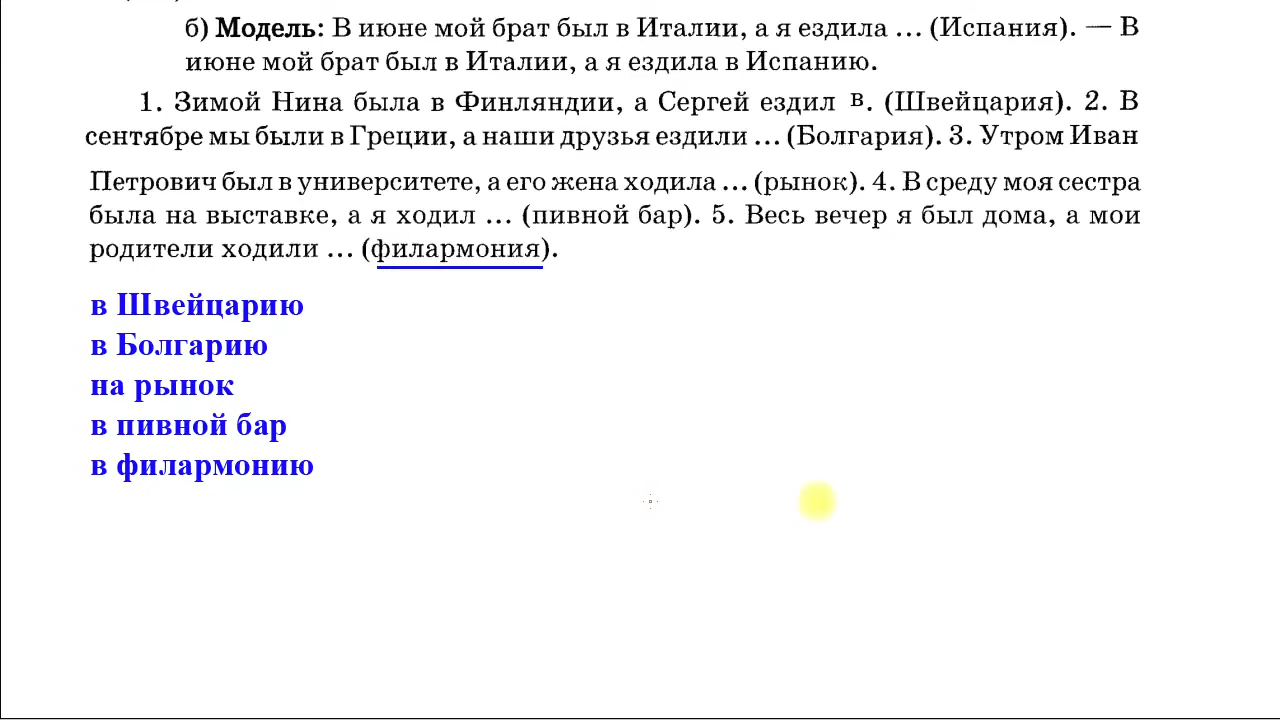 б) Модель: В июне мой брат был в Италии, а я ездила ... (Испания). — В
июне мой брат был в Италии, а я ездила в Испанию.
1. Зимой Нина была в Финляндии, а Сергей ездил в. (Швейцария). 2. В
сентябре мы были в Греции, а наши друзья ездили ... (Болгария). 3. Утром Иван
Петрович был в университете, а его жена ходила ... (рынок). 4. В среду моя сестра
была на выставке, а я ходил ... (пивной бар). 5. Весь вечер я был дома, а мои
родители ходили ... (филармония).
в Швейцарию
в Болгарию
на рынок
в пивной бар
в филармонию